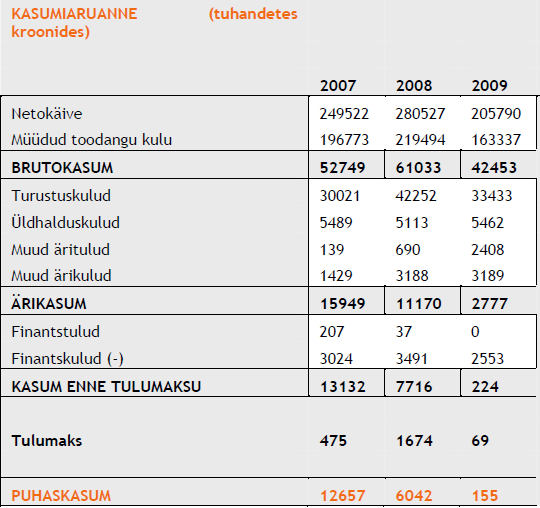 KASUMIARUANNE (tuhandetes
kroonides)
2007 2008 2009
Netokäive 249522 280527 205790
Müüdud toodangu kulu 196773 219494 163337
BRUTOKASUM 52749 61033 42453
Turustuskulud 30021 42252 33433
Üldhalduskulud 5489 5113 5462
Muud äritulud 139 690 2408
Muud ärikulud 1429 3188 3189
ÄRIKASUM 15949 11170 2777
Finantstulud 207 37 0
Finantskulud (-) 3024 3491 2553
KASUM ENNE TULUMAKSU 13132 7716 224
Tulumaks 475 1674 69
PUHASKASUM 12657 6042 155